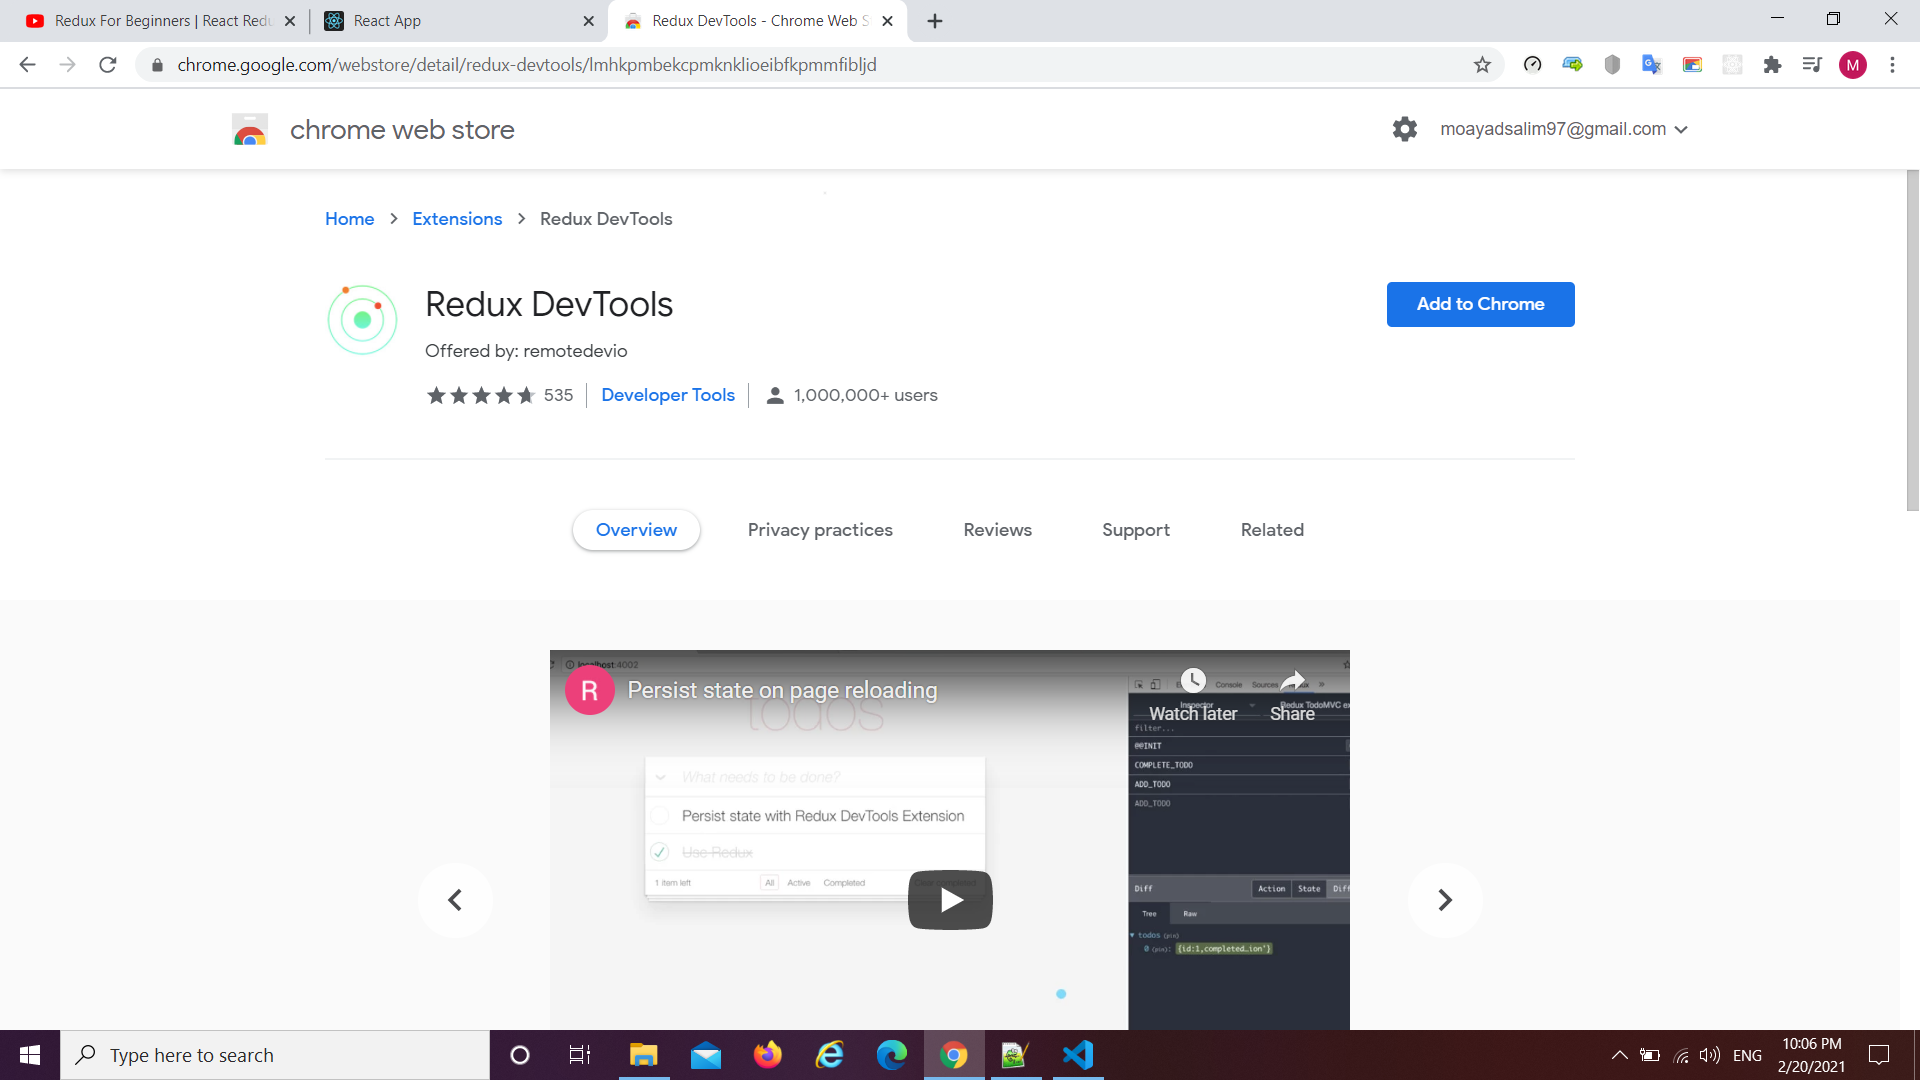 Redux For Beginners | React Redu
React App
Redux DevTools - Chrome Web S
chrome.google.com/webstore/detail/redux-devtools/lmhkpmbekcpmknklioeibfkpmmfibljd
M
chrome web store
moayadsalim97@gmail.com
Home > Extensions > Redux DevTools
Redux DevTools
Add to Chrome
Offered by: remotedevio
535
Developer Tools
1,000,000+ users
Overview
Privacy practices
Reviews
Support
Related
localhost:4002
R
Persist state on page reloading
Watch later
Share
Console
Sources
Inspector
Redux TodoMVC ex
todos
filter...
@@INIT
COMPLETE_TODO
ADD_TODO
ADD_TODO
What needs to be done?
Persist state with Redux DevTools Extension
Use Redux
1 item left
All
Active
Completed
Clear completed
Diff
Action
State
Diff
Tree
Raw
todos (pin)
0 (pin): {id:1,completed…ion"}
Type here to search
ENG
10:06 PM
2/20/2021